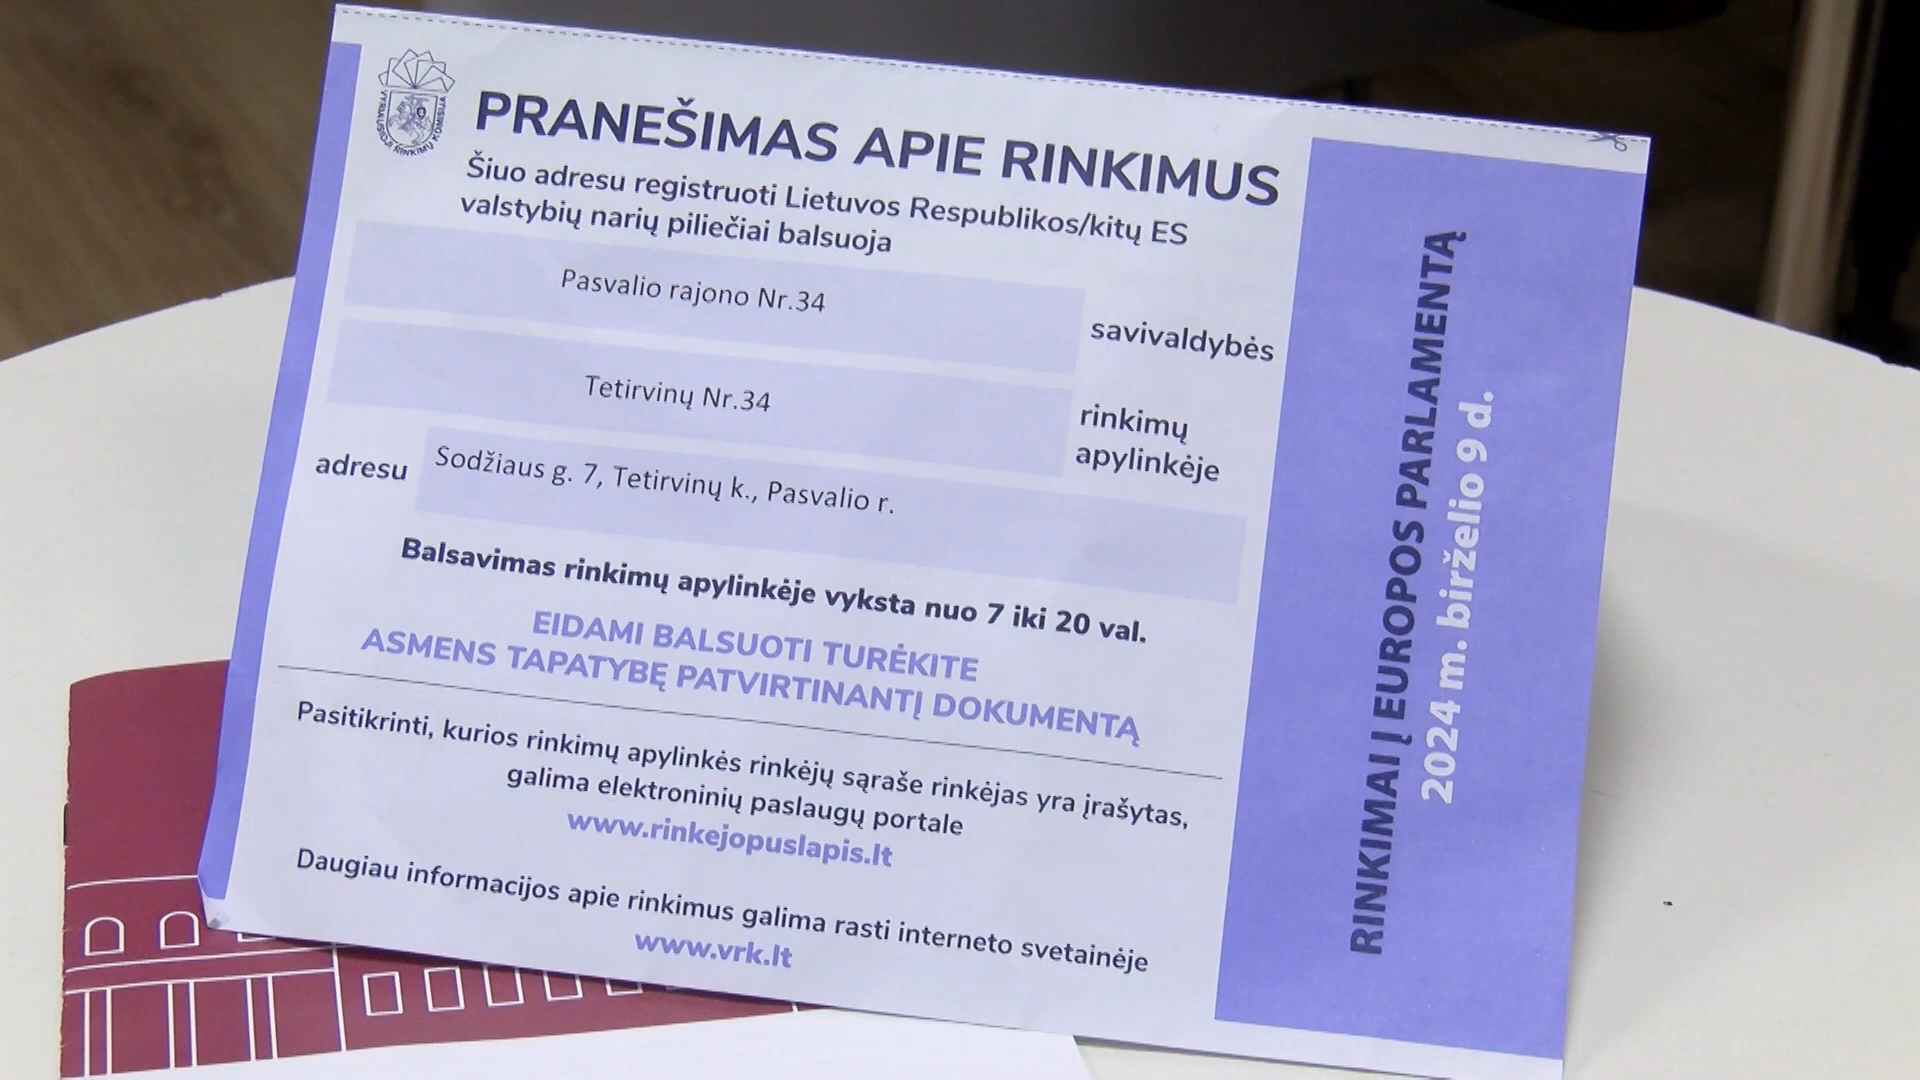 VYRIAUSIOJI RINKIMŲ KOMISIJA
PRANEŠIMAS APIE RINKIMUS
Šiuo adresu registruoti Lietuvos Respublikos/kitų ES
valstybių narių piliečiai balsuoja
Pasvalio rajono Nr.34
savivaldybės
Tetirvinų Nr.34
rinkimų
apylinkėje
adresu Sodžiaus g. 7, Tetirvinų k., Pasvalio r.
Balsavimas rinkimų apylinkėje vyksta nuo 7 iki 20 val.
EIDAMI BALSUOTI TURĖKITE
ASMENS TAPATYBĘ PATVIRTINANTĮ DOKUMENTĄ
Pasitikrinti, kurios rinkimų apylinkės rinkėjų sąraše rinkėjas yra įrašytas,
galima elektroninių paslaugų portale
www.rinkejopuslapis.lt
Daugiau informacijos apie rinkimus galima rasti interneto svetainėje
www.vrk.lt
RINKIMAI Į EUROPOS PARLAMENTĄ
2024 m. birželio 9 d.